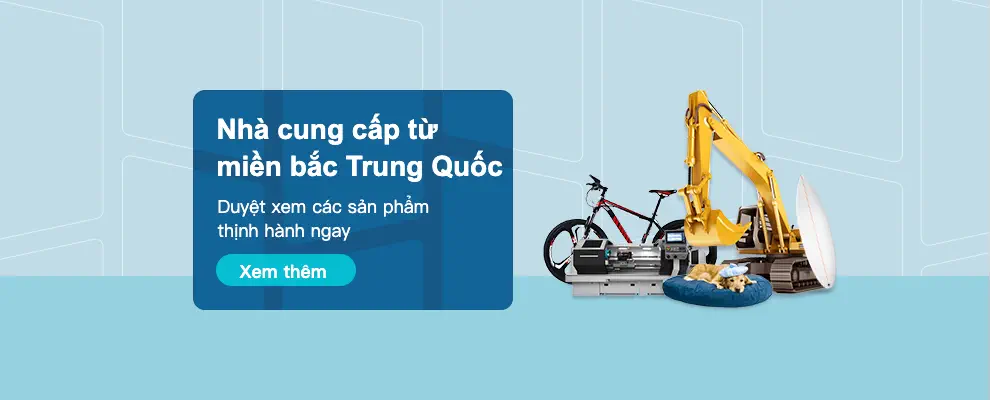 Nhà cung cấp từ
miền bắc Trung Quốc
Duyệt xem các sản phẩm
thịnh hành ngay
Xem thêm